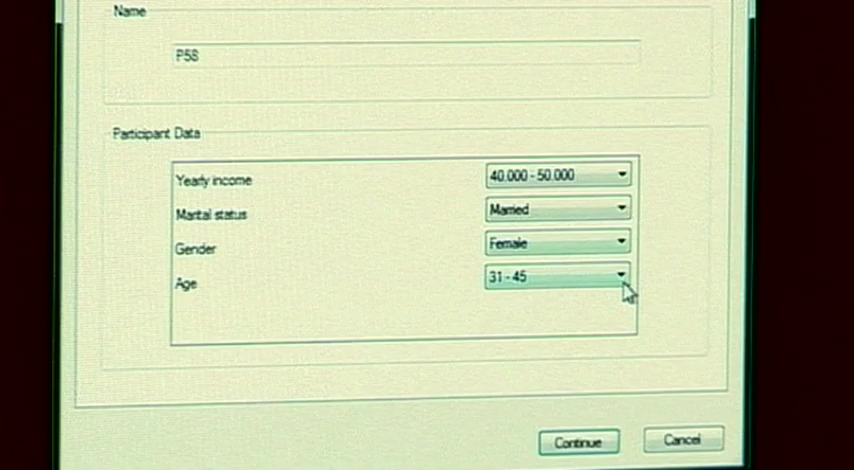 Name
P58
Participant Data
Yearly income 40.000 - 50.000
Marital status Married
Gender Female
Age 31 - 45
Continue Cancel